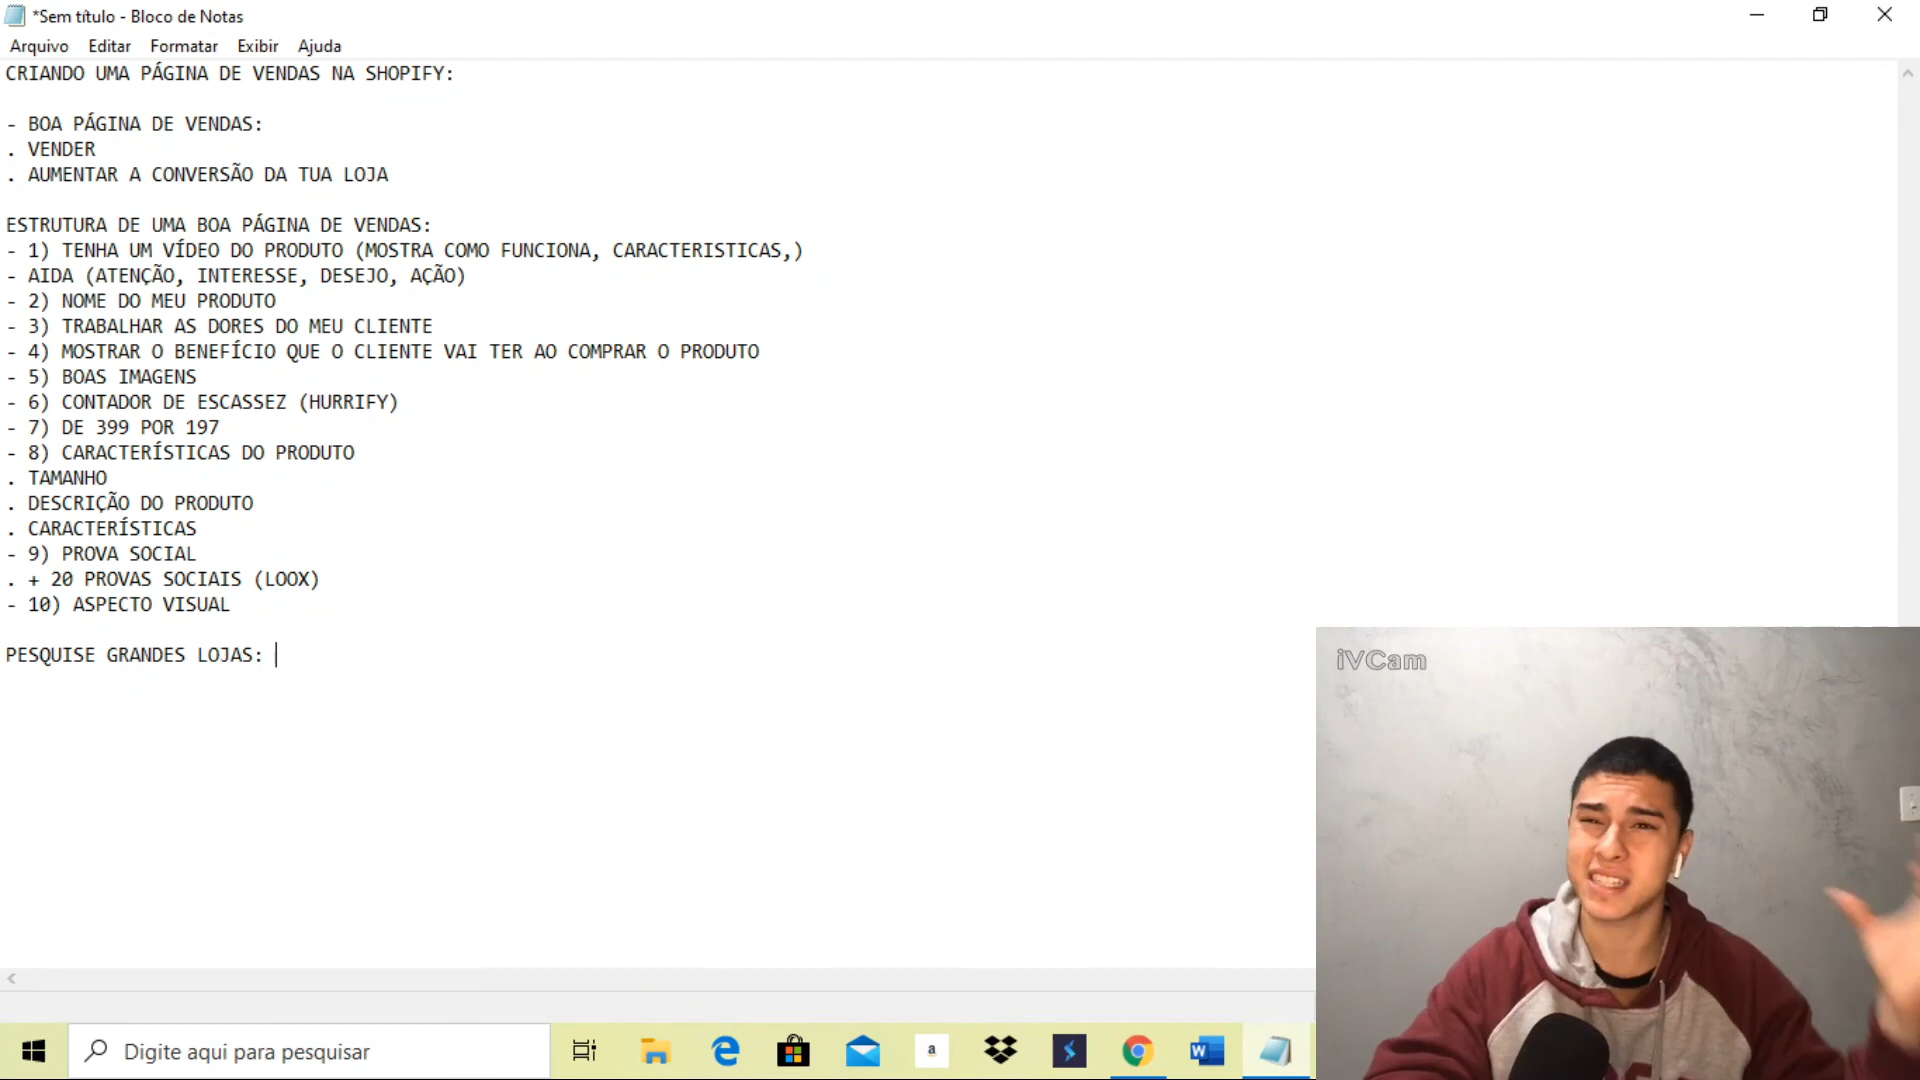 *Sem título - Bloco de Notas
Arquivo Editar Formatar Exibir Ajuda
CRIANDO UMA PÁGINA DE VENDAS NA SHOPIFY:
- BOA PÁGINA DE VENDAS:
. VENDER
. AUMENTAR A CONVERSÃO DA TUA LOJA
ESTRUTURA DE UMA BOA PÁGINA DE VENDAS:
- 1) TENHA UM VÍDEO DO PRODUTO (MOSTRA COMO FUNCIONA, CARACTERISTICAS,)
- AIDA (ATENÇÃO, INTERESSE, DESEJO, AÇÃO)
- 2) NOME DO MEU PRODUTO
- 3) TRABALHAR AS DORES DO MEU CLIENTE
- 4) MOSTRAR O BENEFÍCIO QUE O CLIENTE VAI TER AO COMPRAR O PRODUTO
- 5) BOAS IMAGENS
- 6) CONTADOR DE ESCASSEZ (HURRIFY)
- 7) DE 399 POR 197
- 8) CARACTERÍSTICAS DO PRODUTO
. TAMANHO
. DESCRIÇÃO DO PRODUTO
. CARACTERÍSTICAS
- 9) PROVA SOCIAL
. + 20 PROVAS SOCIAIS (LOOX)
- 10) ASPECTO VISUAL
PESQUISE GRANDES LOJAS:
iVCam
Digite aqui para pesquisar